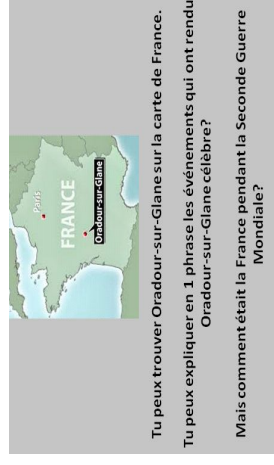 Paris
FRANCE
Oradour-sur-Glane
Tu peux trouver Oradour-sur-Glane sur la carte de France.
Tu peux expliquer en 1 phrase les événements qui ont rendu
Oradour-sur-Glane célèbre?
Mais comment était la France pendant la Seconde Guerre
Mondiale?